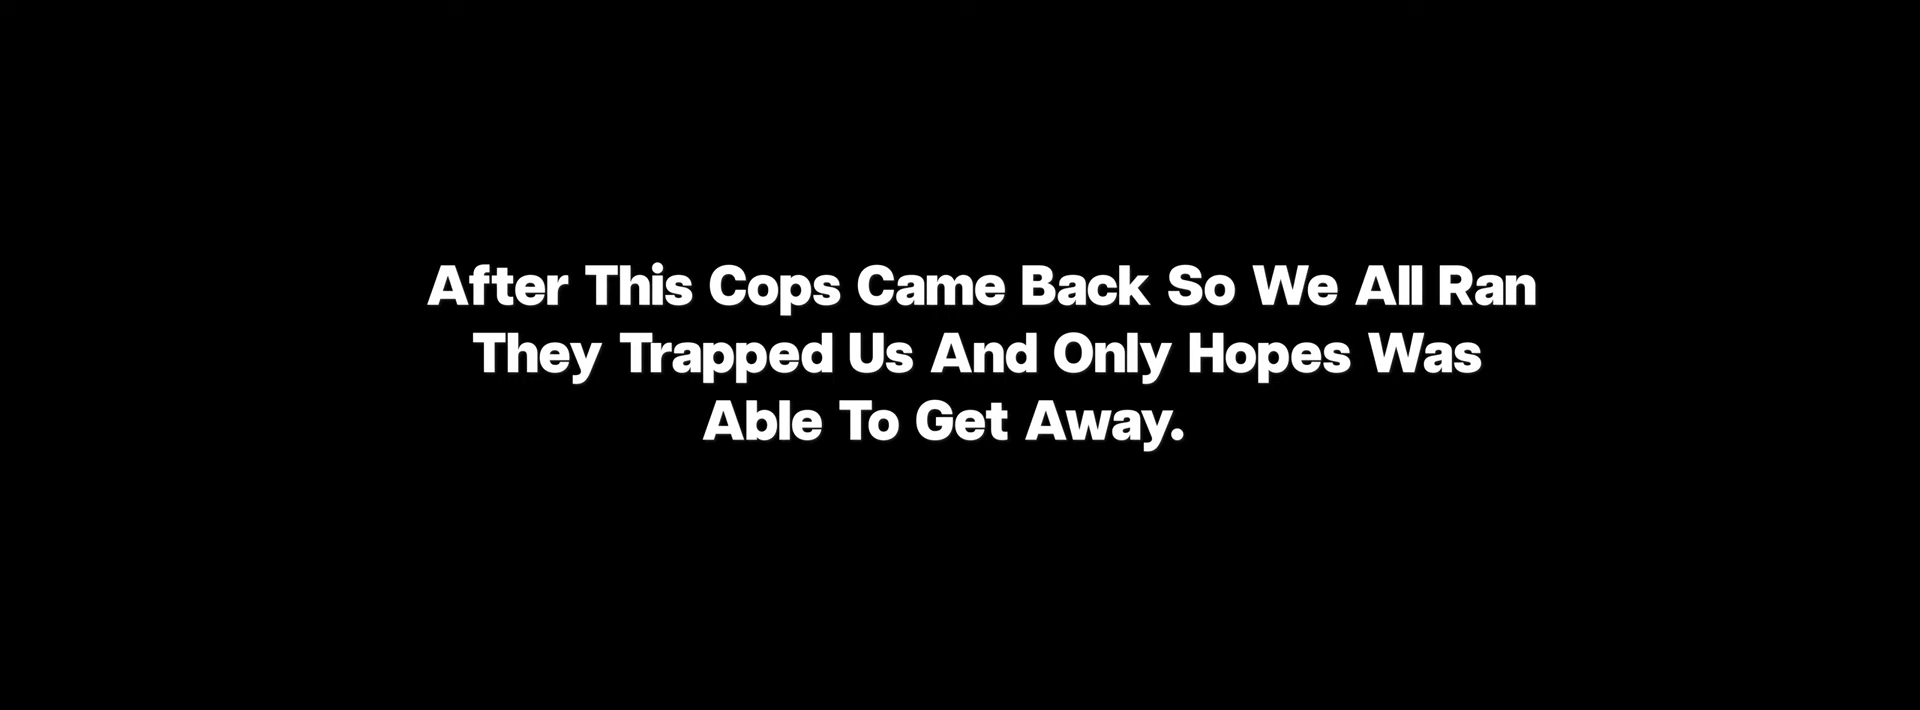 After This Cops Came Back So We All Ran
They Trapped Us And Only Hopes Was
Able To Get Away.